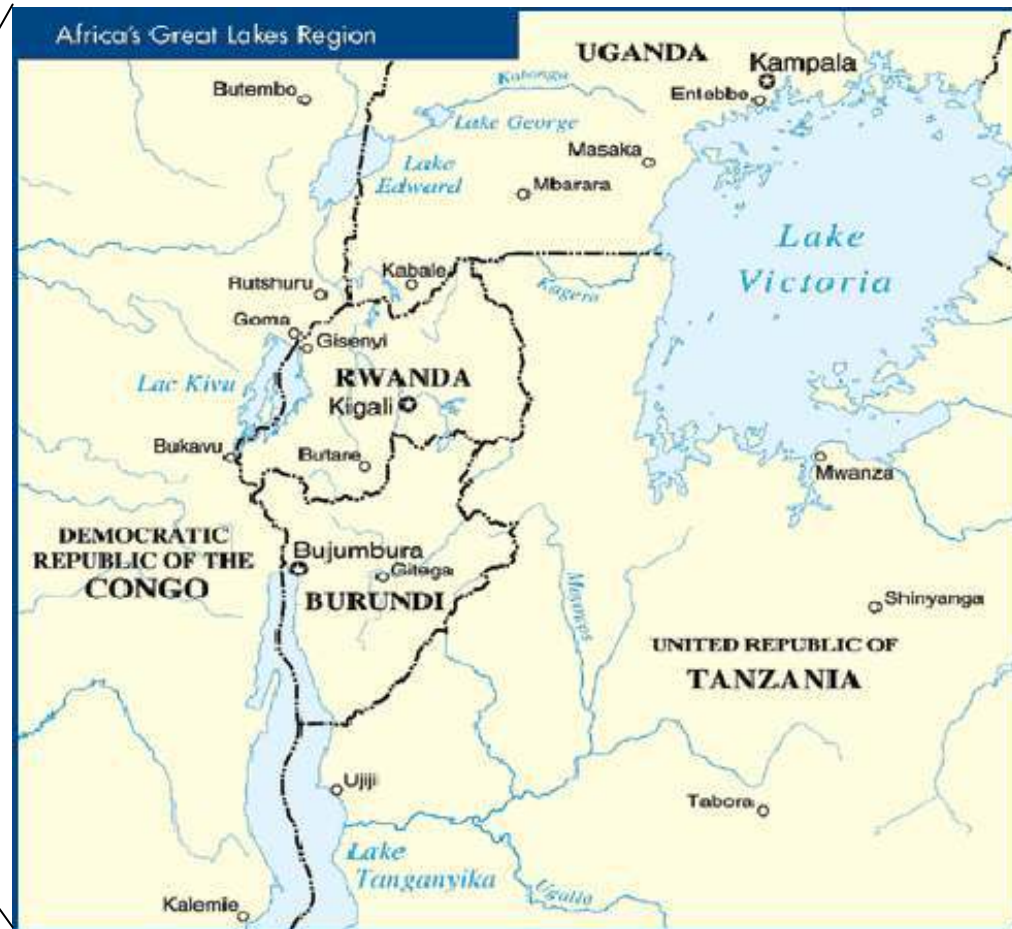 Africa's Great Lakes Region
UGANDA
Kampala
Butembo
Katonga
Entebbe
Lake George
Masaka
Lake
Edward
Mbarara
Lake
Victoria
Kabale
Rutshuru
Kagera
Goma
Gisenyi
Lac Kivu
RWANDA
Kigali
Bukavu
Butare
Mwanza
DEMOCRATIC
REPUBLIC OF THE
CONGO
Bujumbura
Gitega
BURUNDI
Shinyanga
UNITED REPUBLIC OF
TANZANIA
Ujiji
Tabora
Lake
Tanganyika
Ugalla
Kalemie